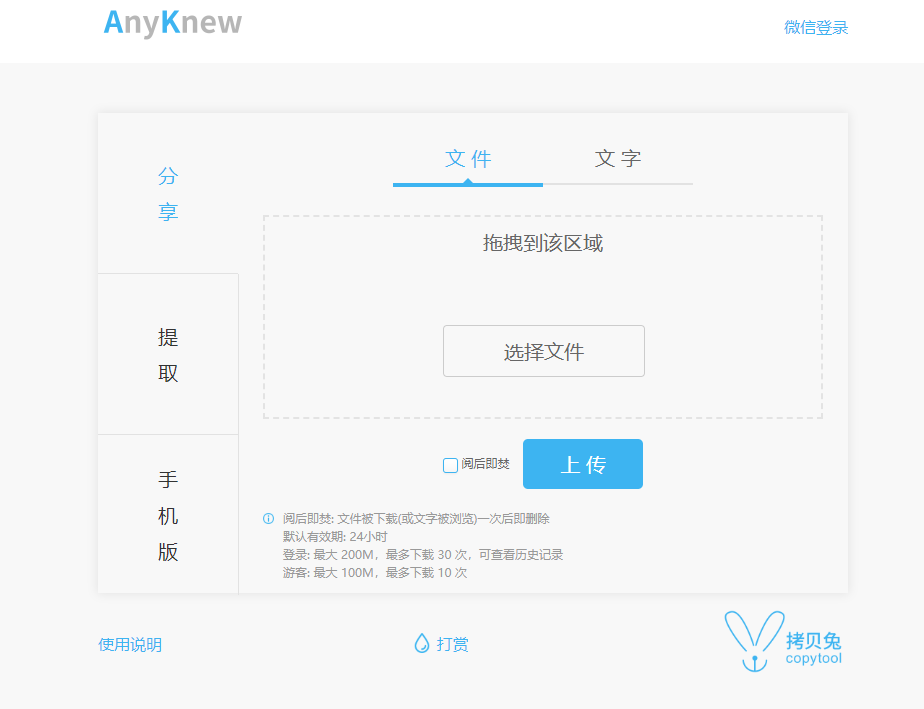 AnyKnew
微信登录
分
享
文 件
文 字
拖拽到该区域
提
取
选择文件
阅后即焚
上 传
手
机
版
阅后即焚: 文件被下载(或文字被浏览)一次后即删除
默认有效期: 24小时
登录: 最大 200M，最多下载 30 次，可查看历史记录
游客: 最大 100M，最多下载 10 次
使用说明
打赏
拷贝兔
copytool